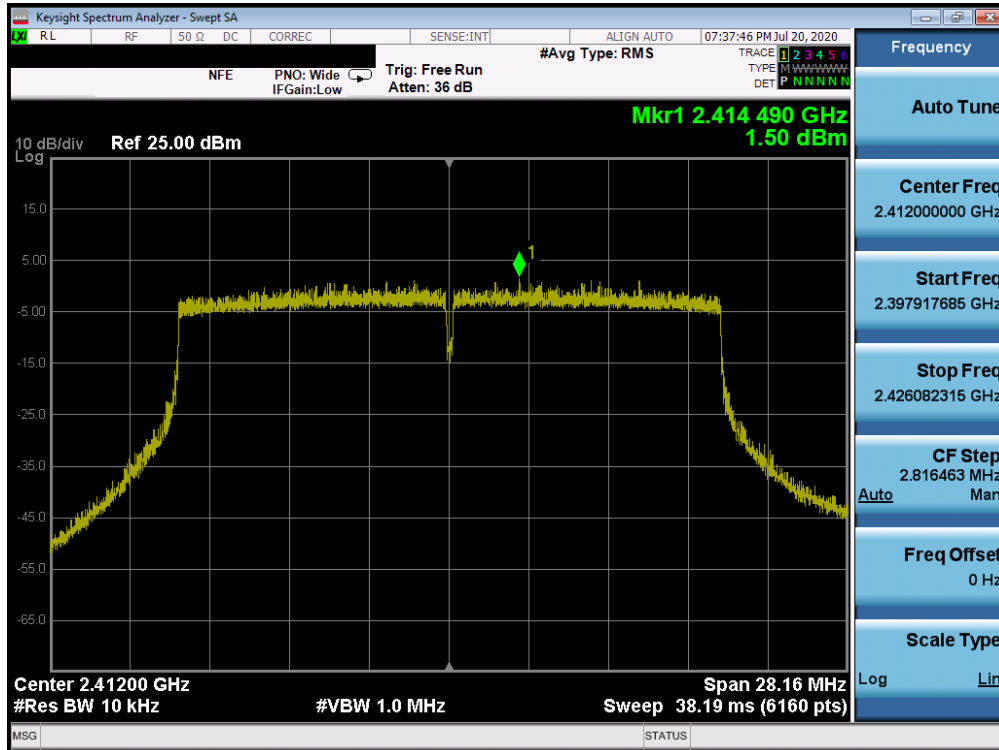 Keysight Spectrum Analyzer - Swept SA
LXI RL RF 50 Ω DC CORREC SENSE:INT ALIGN AUTO 07:37:46 PM Jul 20, 2020
NFE PNO: Wide Trig: Free Run #Avg Type: RMS TRACE 1 2 3 4 5 6
IFGain:Low Atten: 36 dB TYPE M WWWWW
DET P N N N N N
Mkr1 2.414 490 GHz
1.50 dBm
10 dB/div Ref 25.00 dBm
Log
15.0
1
5.00
-5.00
-15.0
-25.0
-35.0
-45.0
-55.0
-65.0
Center 2.41200 GHz Span 28.16 MHz
#Res BW 10 kHz #VBW 1.0 MHz Sweep 38.19 ms (6160 pts)
MSG STATUS
Frequency
Auto Tune
Center Freq
2.412000000 GHz
Start Freq
2.397917685 GHz
Stop Freq
2.426082315 GHz
CF Step
2.816463 MHz
Auto Man
Freq Offset
0 Hz
Scale Type
Log Lin